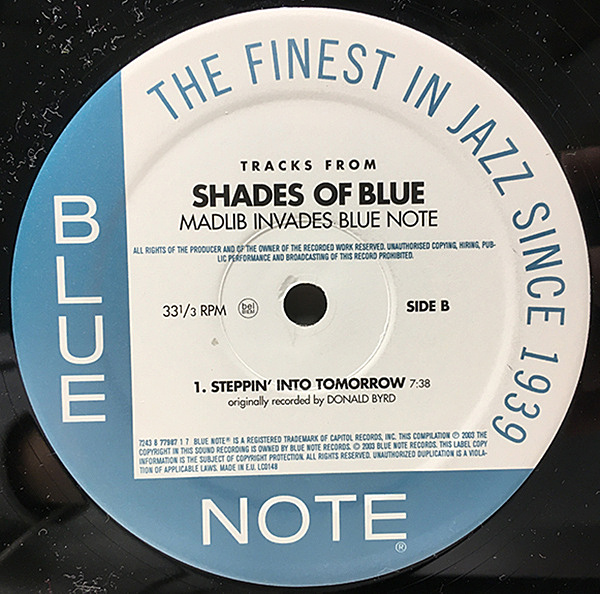 THE FINEST IN JAZZ SINCE 1939
TRACKS FROM
SHADES OF BLUE
MADLIB INVADES BLUE NOTE
ALL RIGHTS OF THE PRODUCER AND OF THE OWNER OF THE RECORDED WORK RESERVED. UNAUTHORISED COPYING, HIRING, PUB-
LIC PERFORMANCE AND BROADCASTING OF THIS RECORD PROHIBITED.
33 1/3 RPM
SIDE B
1. STEPPIN' INTO TOMORROW 7:38
originally recorded by DONALD BYRD
7243 8 77987 1 7 BLUE NOTE® IS A REGISTERED TRADEMARK OF CAPITOL RECORDS, INC. THIS COMPILATION ℗ 2003 THE
COPYRIGHT IN THIS SOUND RECORDING IS OWNED BY BLUE NOTE RECORDS. © 2003 BLUE NOTE RECORDS. THIS LABEL COPY
INFORMATION IS THE SUBJECT OF COPYRIGHT PROTECTION. ALL RIGHTS RESERVED. UNAUTHORIZED DUPLICATION IS A VIOLA-
TION OF APPLICABLE LAWS. MADE IN E.U. LC0148
BLUE
NOTE®